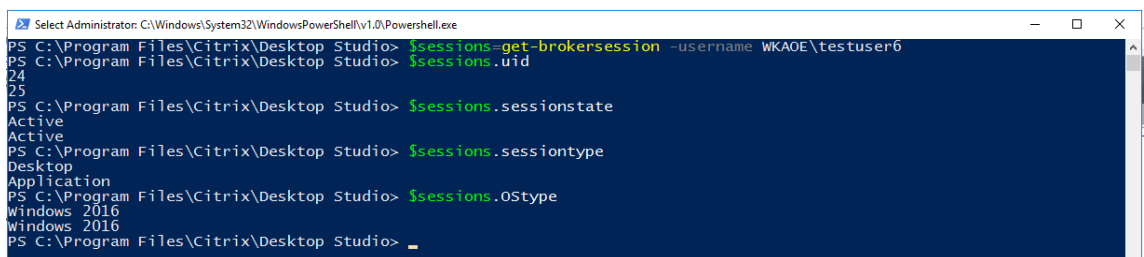 Select Administrator: C:\Windows\System32\WindowsPowerShell\v1.0\Powershell.exe
PS C:\Program Files\Citrix\Desktop Studio> $sessions=get-brokersession -username WKAOE\testuser6
PS C:\Program Files\Citrix\Desktop Studio> $sessions.uid
24
25
PS C:\Program Files\Citrix\Desktop Studio> $sessions.sessionstate
Active
Active
PS C:\Program Files\Citrix\Desktop Studio> $sessions.sessiontype
Desktop
Application
PS C:\Program Files\Citrix\Desktop Studio> $sessions.OStype
Windows 2016
Windows 2016
PS C:\Program Files\Citrix\Desktop Studio>